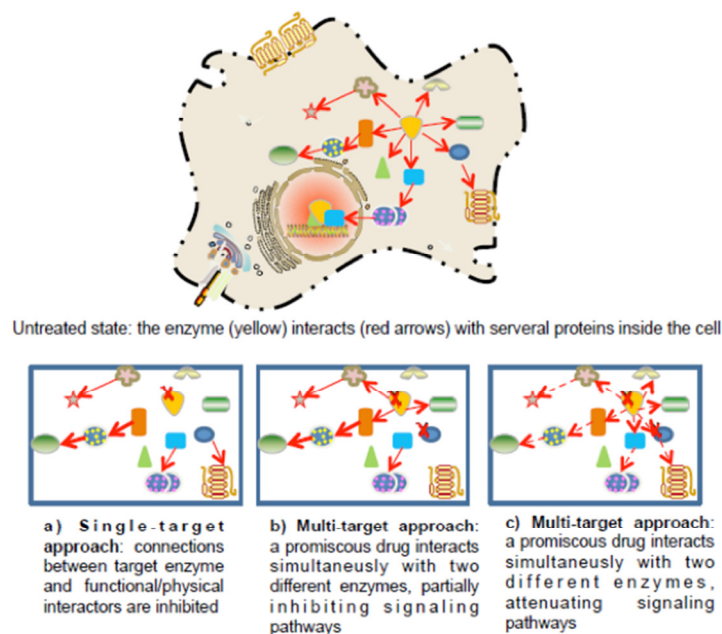 Untreated state: the enzyme (yellow) interacts (red arrows) with serveral proteins inside the cell
a) Single-target
approach: connections
between target enzyme
and functional/physical
interactors are inhibited
b) Multi-target approach:
a promiscous drug interacts
simultaneusly with two
different enzymes, partially
inhibiting signaling
pathways
c) Multi-target approach:
a promiscous drug interacts
simultaneusly with two
different enzymes,
attenuating signaling
pathways